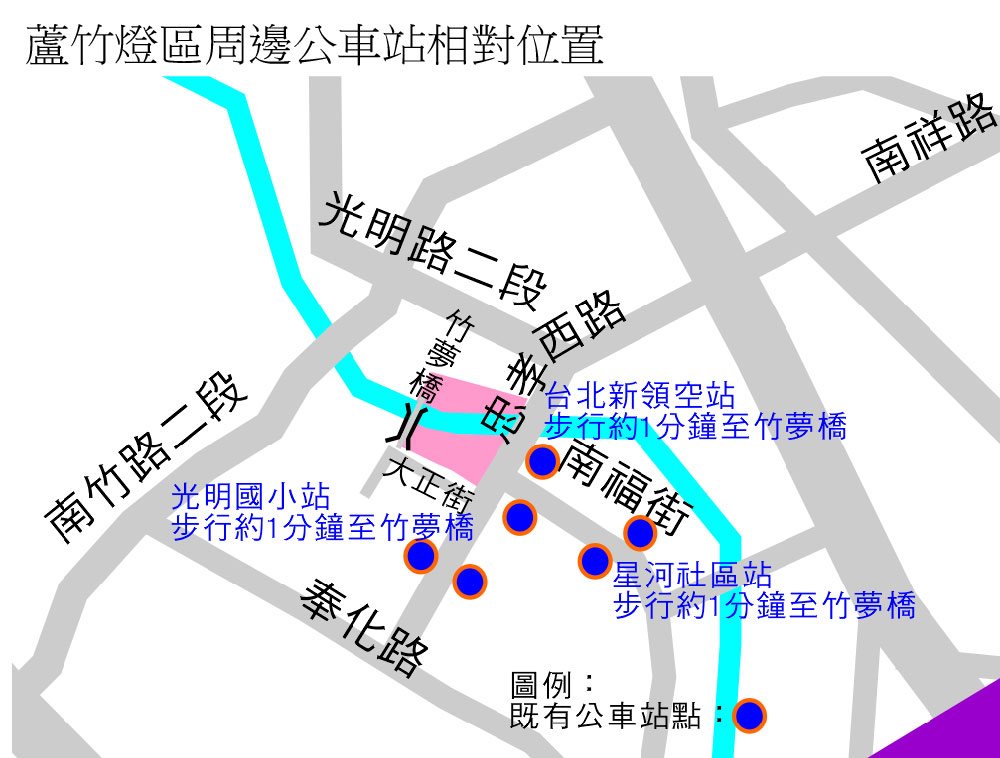 蘆竹燈區周邊公車站相對位置
南祥路
光明路二段
忠孝西路
竹夢橋
台北新領空站
步行約1分鐘至竹夢橋
南竹路二段
大正街
南福街
光明國小站
步行約1分鐘至竹夢橋
星河社區站
步行約1分鐘至竹夢橋
奉化路
圖例：
既有公車站點：